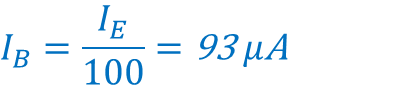 I_B = I_E/100 = 93 μA